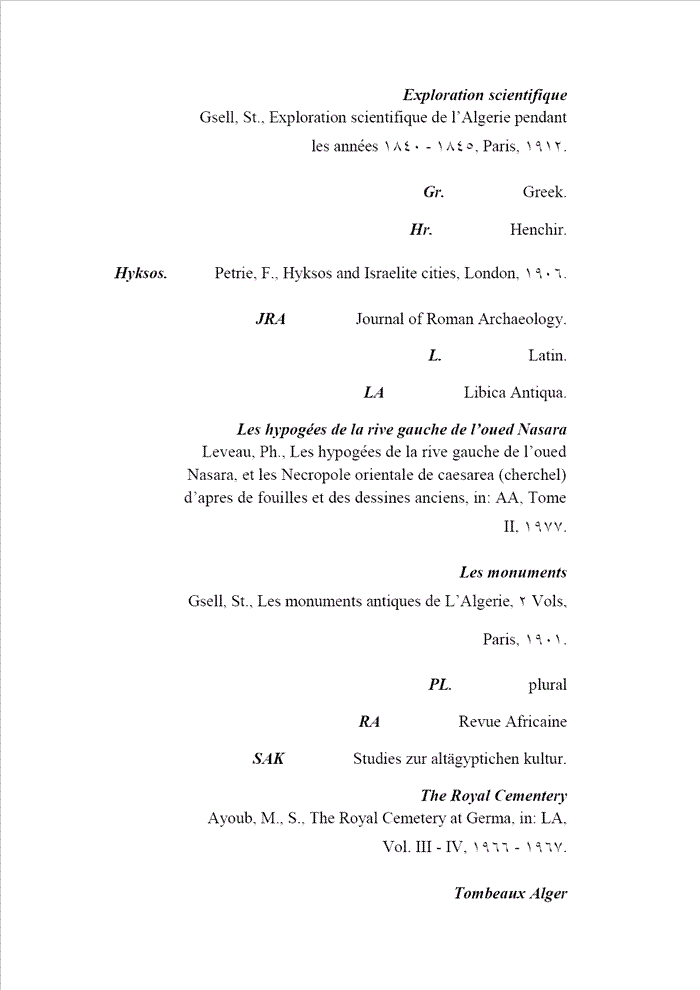 Exploration scientifique
Gsell, St., Exploration scientifique de l’Algerie pendant
les années ١٨٤٠ - ١٨٤٥, Paris, ١٩١٢.
Gr. Greek.
Hr. Henchir.
Hyksos. Petrie, F., Hyksos and Israelite cities, London, ١٩٠٦.
JRA Journal of Roman Archaeology.
L. Latin.
LA Libica Antiqua.
Les hypogées de la rive gauche de l’oued Nasara
Leveau, Ph., Les hypogées de la rive gauche de l’oued
Nasara, et les Necropole orientale de caesarea (cherchel)
d’apres de fouilles et des dessines anciens, in: AA, Tome
II, ١٩٧٧.
Les monuments
Gsell, St., Les monuments antiques de L’Algerie, ٢ Vols,
Paris, ١٩٠١.
PL. plural
RA Revue Africaine
SAK Studies zur altägyptichen kultur.
The Royal Cementery
Ayoub, M., S., The Royal Cemetery at Germa, in: LA,
Vol. III - IV, ١٩٦٦ - ١٩٦٧.
Tombeaux Alger